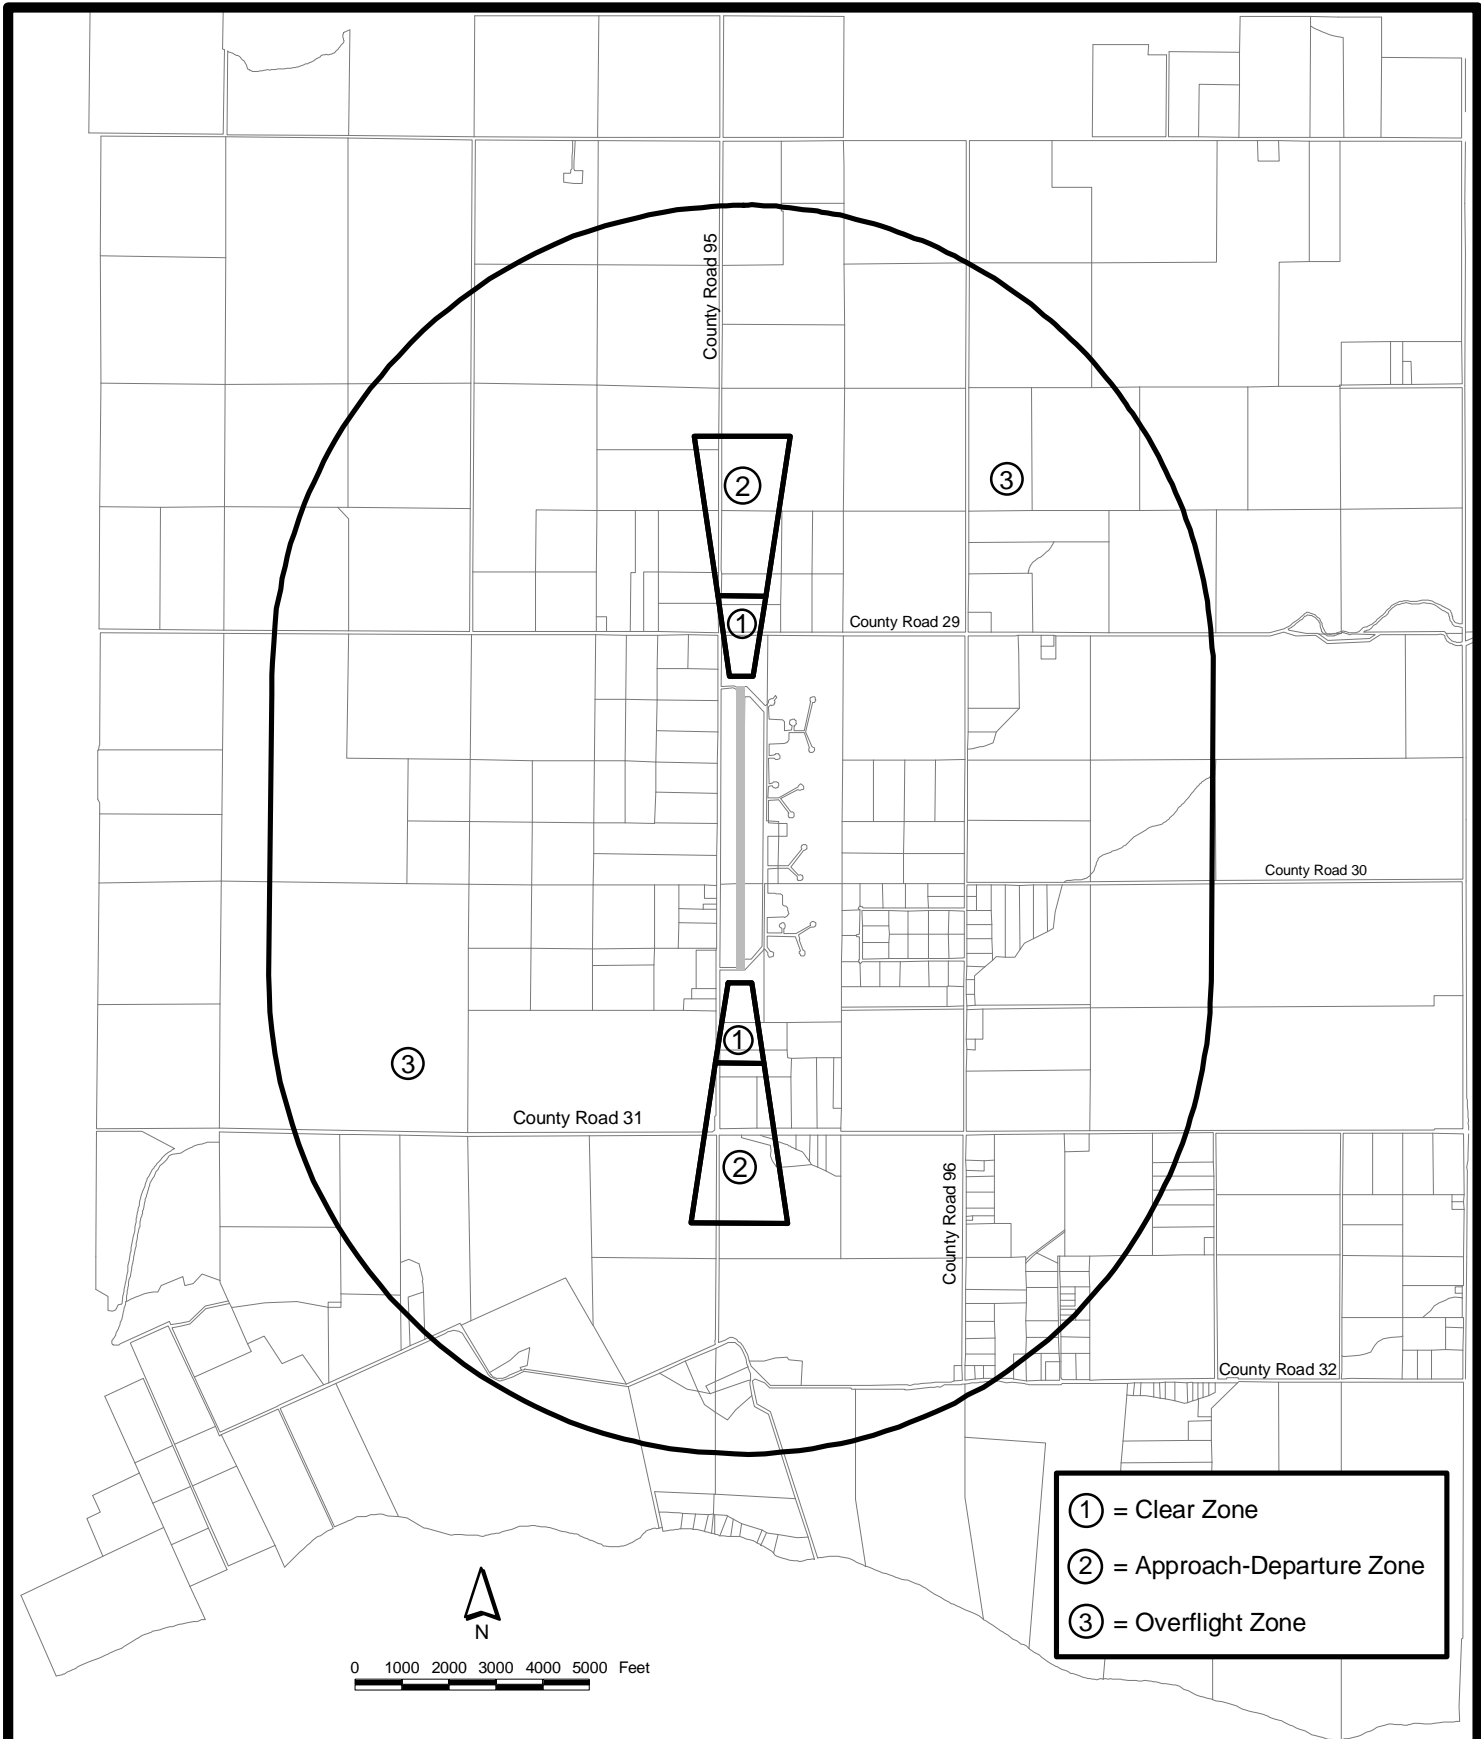 County Road 95
2
3
1
County Road 29
County Road 30
1
3
County Road 31
2
County Road 96
County Road 32
1 = Clear Zone
2 = Approach-Departure Zone
3 = Overflight Zone
N
0 1000 2000 3000 4000 5000 Feet